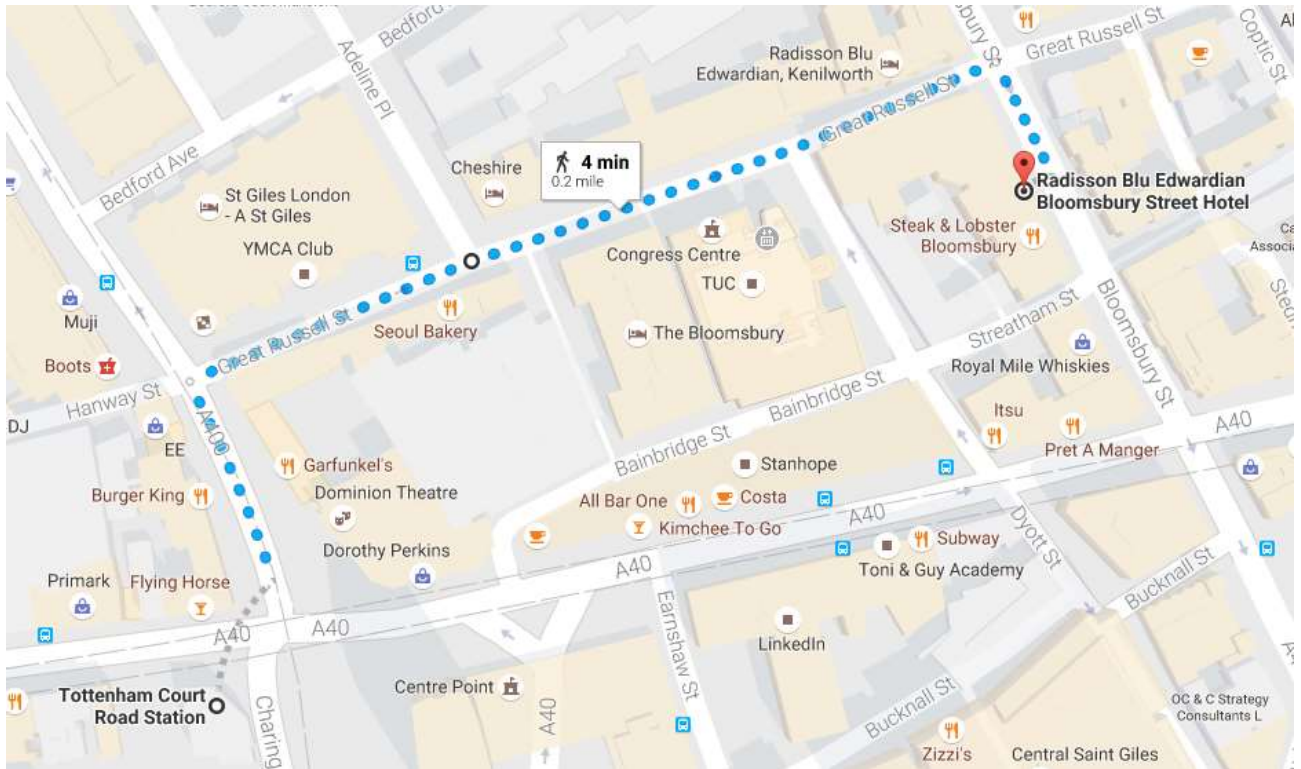 Bedford
Adeline Pl
Radisson Blu
Edwardian, Kenilworth
sbury St
Great Russell St
Coptic St
Al
Great Russell St
Bedford Ave
Cheshire
4 min
0.2 mile
St Giles London
- A St Giles
YMCA Club
Radisson Blu Edwardian
Bloomsbury Street Hotel
Steak & Lobster
Bloomsbury
Congress Centre
TUC
Ca
Associa
Muji
Seoul Bakery
The Bloomsbury
Streatham St
Bloomsbury St
Boots
Great Russell St
Royal Mile Whiskies
Hanway St
Bainbridge St
Itsu
DJ
EE
A400
Bainbridge St
Pret A Manger
A40
Garfunkel's
Stanhope
Burger King
Dominion Theatre
All Bar One
Costa
Kimchee To Go
A40
Dyott St
Subway
Dorothy Perkins
Toni & Guy Academy
A40
Bucknall St
Primark
Flying Horse
Earnshaw St
A40
A40
LinkedIn
Tottenham Court
Road Station
Centre Point
Charing
A40
Bucknall St
OC & C Strategy
Consultants L
Zizzi's
Central Saint Giles